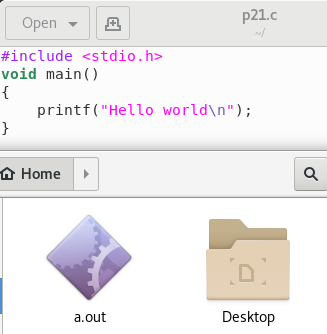 Open
p21.c
~/
#include <stdio.h>
void main()
{
    printf("Hello world\n");
}
Home
a.out
Desktop